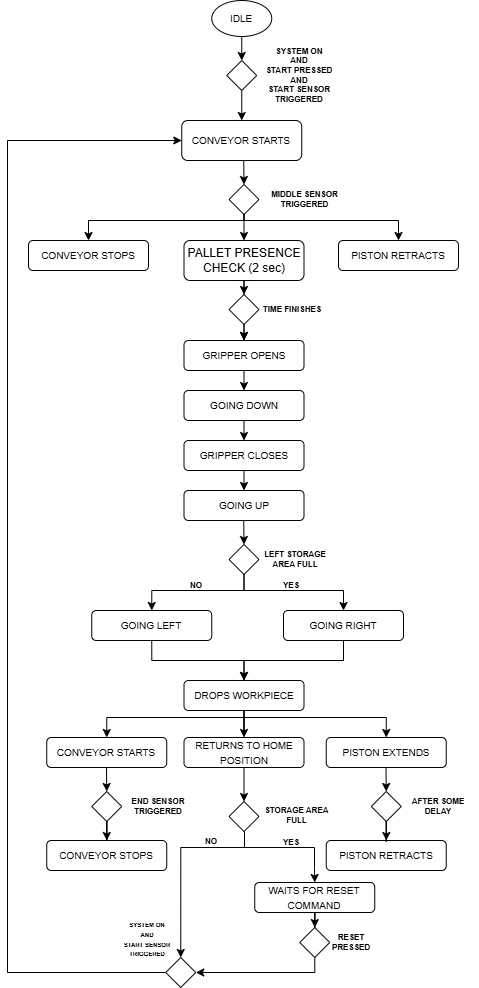 IDLE
SYSTEM ON
AND
START PRESSED
AND
START SENSOR
TRIGGERED
CONVEYOR STARTS
MIDDLE SENSOR
TRIGGERED
CONVEYOR STOPS
PALLET PRESENCE
CHECK (2 sec)
PISTON RETRACTS
TIME FINISHES
GRIPPER OPENS
GOING DOWN
GRIPPER CLOSES
GOING UP
LEFT STORAGE
AREA FULL
NO
YES
GOING LEFT
GOING RIGHT
DROPS WORKPIECE
CONVEYOR STARTS
RETURNS TO HOME
POSITION
PISTON EXTENDS
END SENSOR
TRIGGERED
STORAGE AREA
FULL
AFTER SOME
DELAY
NO
YES
CONVEYOR STOPS
PISTON RETRACTS
WAITS FOR RESET
COMMAND
SYSTEM ON
AND
START SENSOR
TRIGGERED
RESET
PRESSED